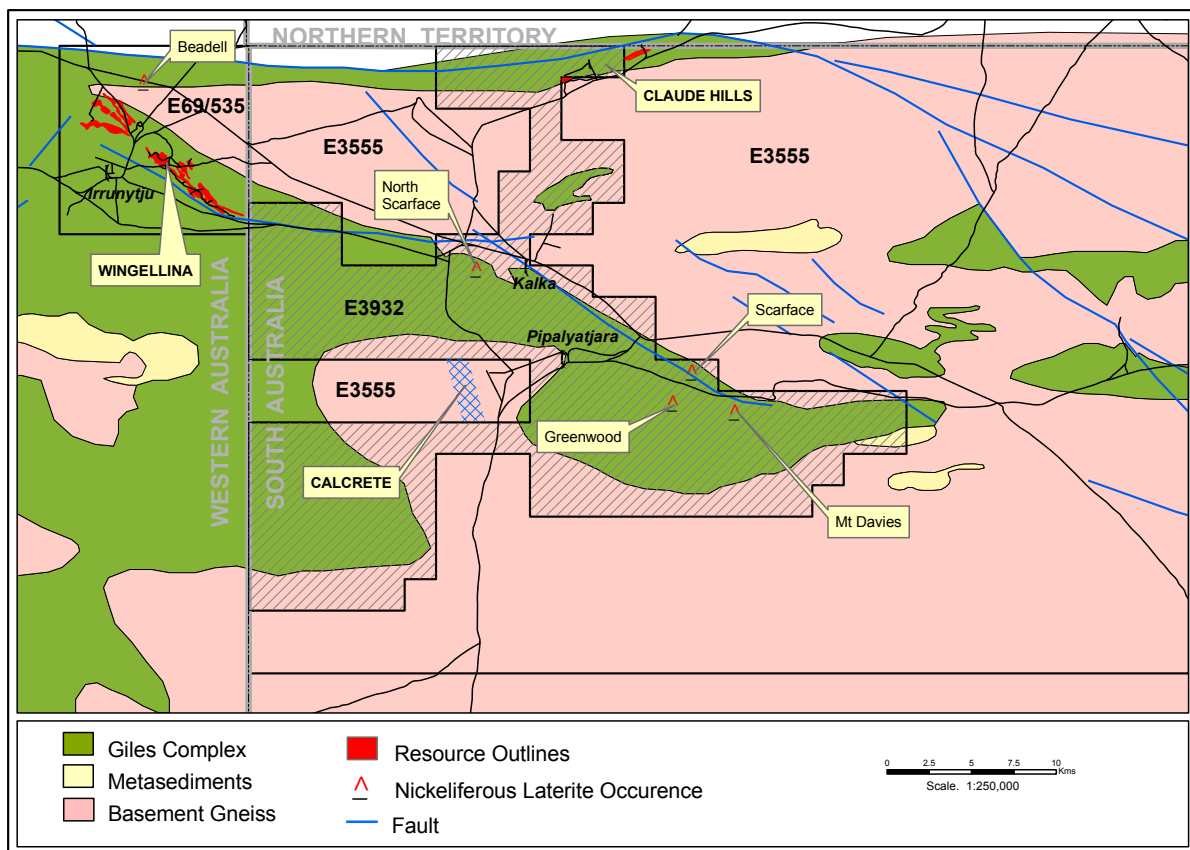 NORTHERN TERRITORY
Beadell
E69/535
CLAUDE HILLS
E3555
E3555
North
Scarface
Irrunytju
WINGELLINA
Kalka
E3932
Scarface
Pipalyatjara
E3555
WESTERN AUSTRALIA
SOUTH AUSTRALIA
Greenwood
CALCRETE
Mt Davies
Giles Complex
Metasediments
Basement Gneiss
Resource Outlines
Nickeliferous Laterite Occurence
Fault
0 2.5 5 7.5 10
Kms
Scale. 1:250,000